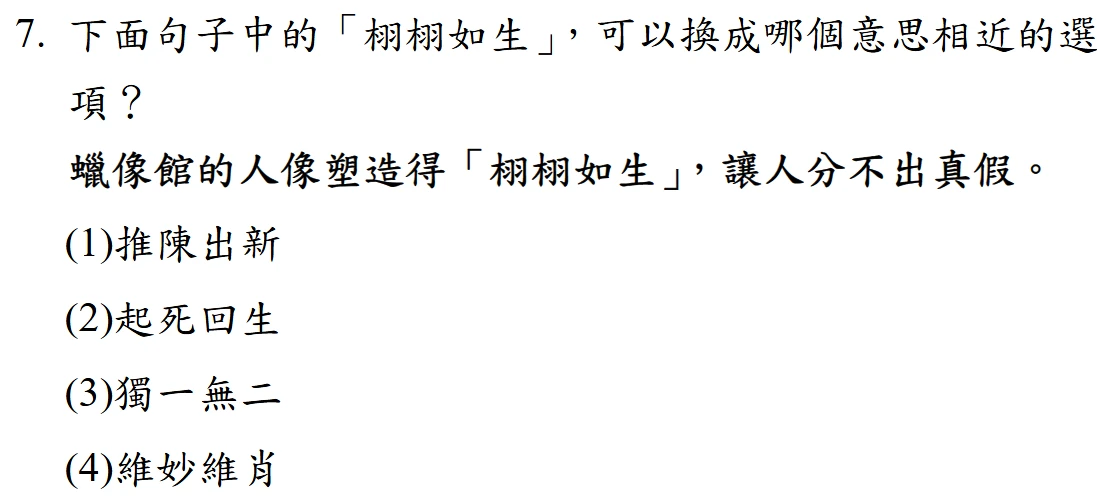 7. 下面句子中的「栩栩如生」，可以換成哪個意思相近的選
項？
蠟像館的人像塑造得「栩栩如生」，讓人分不出真假。
(1)推陳出新
(2)起死回生
(3)獨一無二
(4)維妙維肖